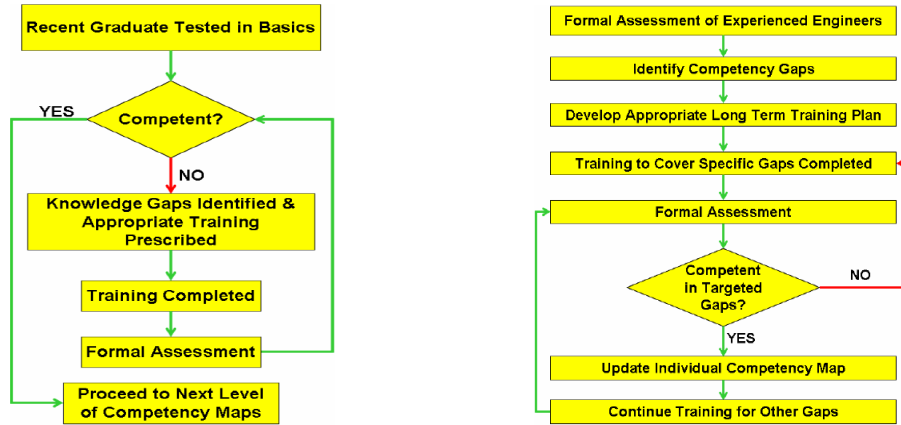 Recent Graduate Tested in Basics
YES
Competent?
NO
Knowledge Gaps Identified &
Appropriate Training
Prescribed
Training Completed
Formal Assessment
Proceed to Next Level
of Competency Maps
Formal Assessment of Experienced Engineers
Identify Competency Gaps
Develop Appropriate Long Term Training Plan
Training to Cover Specific Gaps Completed
Formal Assessment
Competent
in Targeted
Gaps?
NO
YES
Update Individual Competency Map
Continue Training for Other Gaps